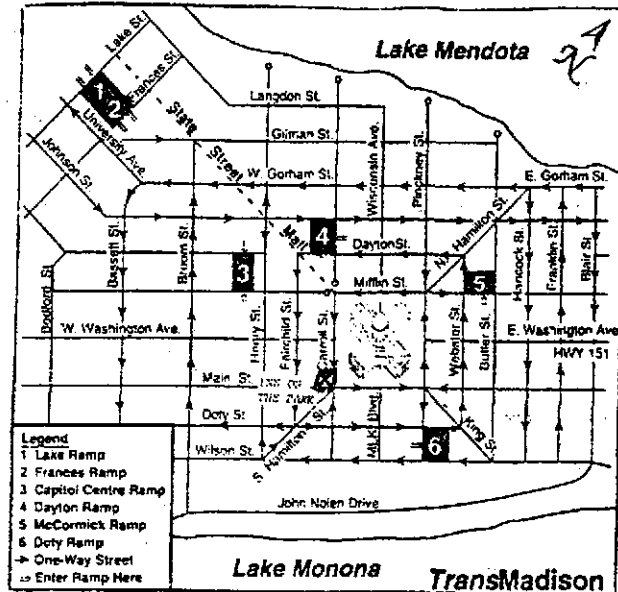 Lake Mendota
Lake St.
Frances St.
1
2
University Ave.
State Street Mall
Langdon St.
Gilman St.
Wisconsin Ave.
Pinckney St.
Johnson St.
W. Gorham St.
E. Gorham St.
N. Hamilton St.
4
Dayton St.
3
5
Mifflin St.
Bedford St.
Bassett St.
Broom St.
Hancock St.
Franklin St.
Blair St.
W. Washington Ave.
Henry St.
Fairchild St.
Carroll St.
Webster St.
Butler St.
E. Washington Ave
HWY 151
Main St.
INN ON
THE PARK
Doty St.
MLK Blvd.
King St.
6
Wilson St.
S. Hamilton St.
John Nolen Drive
Legend
1 Lake Ramp
2 Frances Ramp
3 Capitol Centre Ramp
4 Dayton Ramp
5 McCormick Ramp
6 Doty Ramp
One-Way Street
Enter Ramp Here
Lake Monona
TransMadison